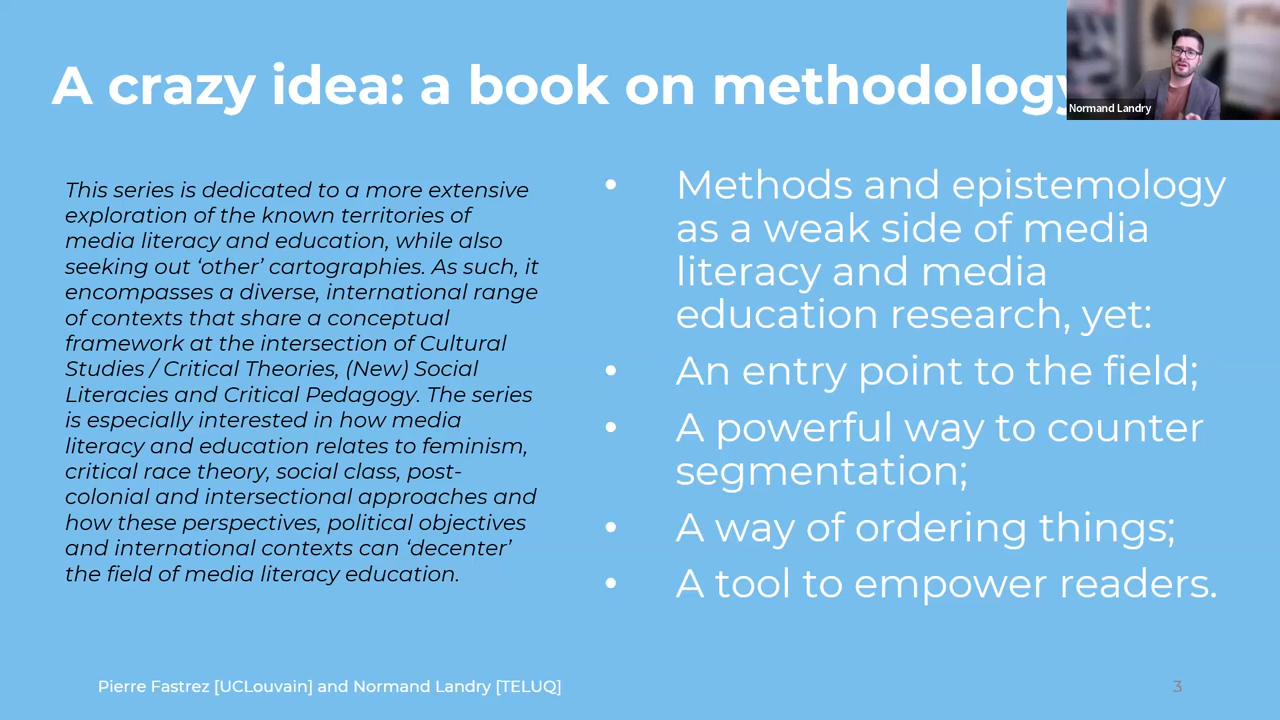 A crazy idea: a book on methodology
Normand Landry
This series is dedicated to a more extensive
exploration of the known territories of
media literacy and education, while also
seeking out ‘other’ cartographies. As such, it
encompasses a diverse, international range
of contexts that share a conceptual
framework at the intersection of Cultural
Studies / Critical Theories, (New) Social
Literacies and Critical Pedagogy. The series
is especially interested in how media
literacy and education relates to feminism,
critical race theory, social class, post-
colonial and intersectional approaches and
how these perspectives, political objectives
and international contexts can ‘decenter’
the field of media literacy education.
• Methods and epistemology
as a weak side of media
literacy and media
education research, yet:
• An entry point to the field;
• A powerful way to counter
segmentation;
• A way of ordering things;
• A tool to empower readers.
Pierre Fastrez [UCLouvain] and Normand Landry [TELUQ]
3